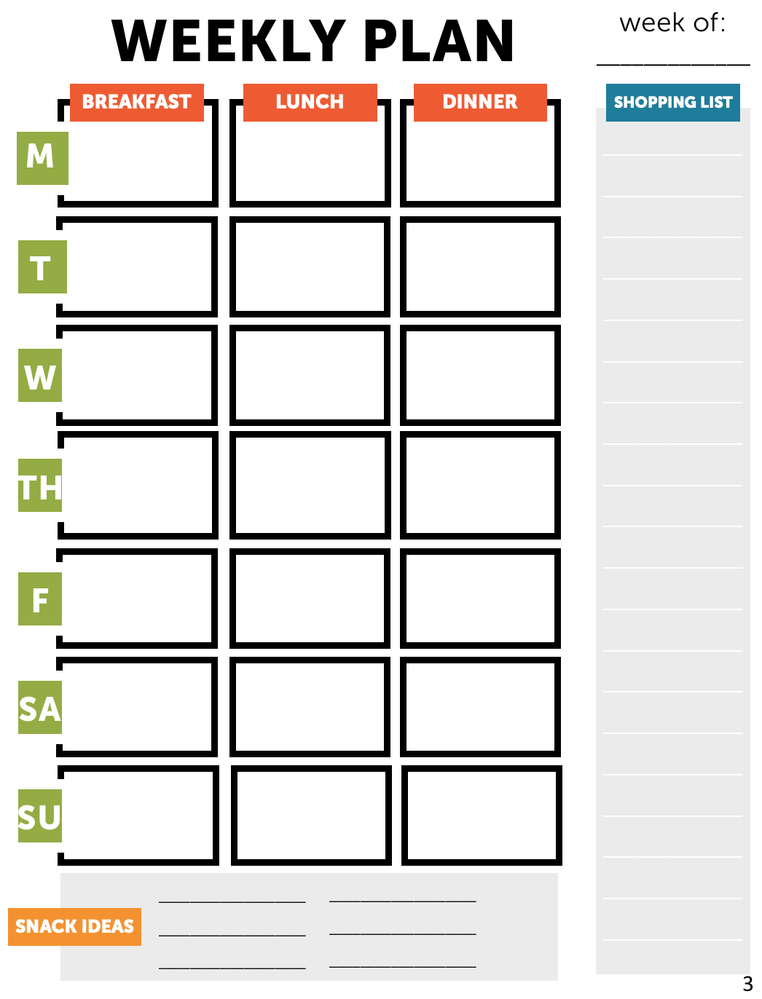 WEEKLY PLAN
week of:
BREAKFAST
LUNCH
DINNER
SHOPPING LIST
M
T
W
TH
F
SA
SU
SNACK IDEAS
3